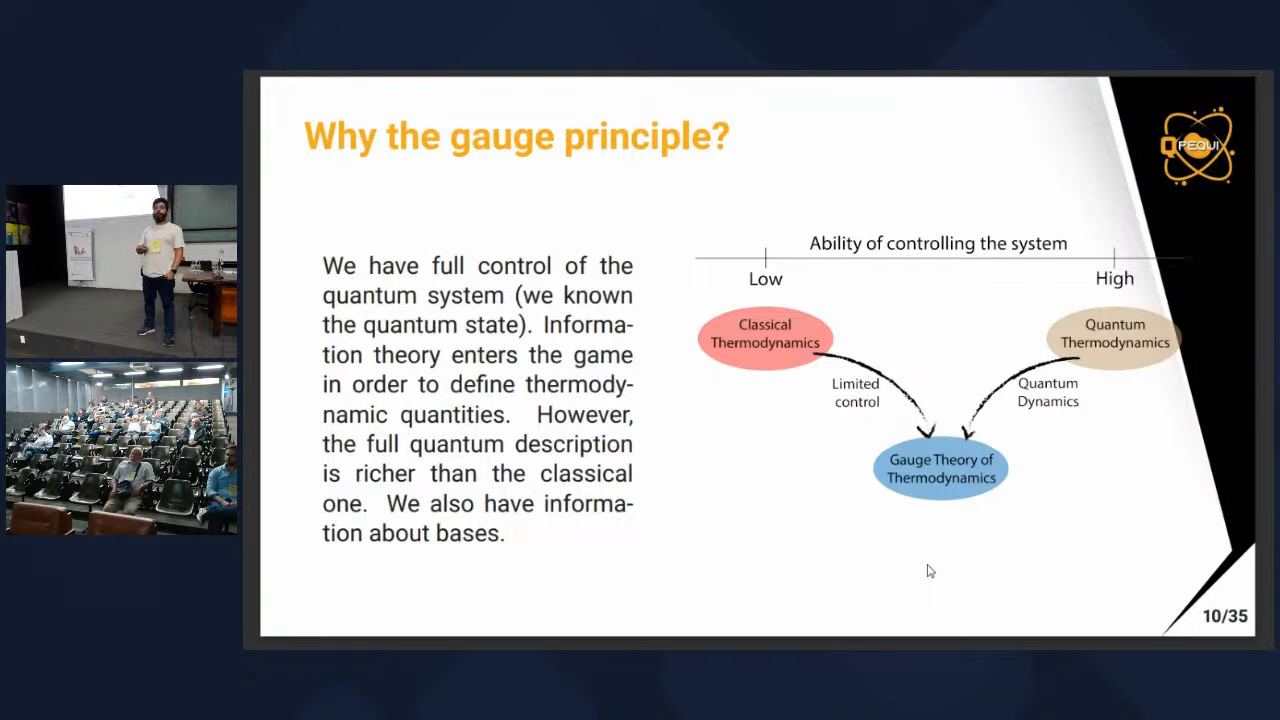 Why the gauge principle?
QPEQUI
We have full control of the
quantum system (we known
the quantum state). Informa-
tion theory enters the game
in order to define thermody-
namic quantities. However,
the full quantum description
is richer than the classical
one. We also have informa-
tion about bases.
Ability of controlling the system
Low
High
Classical
Thermodynamics
Quantum
Thermodynamics
Limited
control
Quantum
Dynamics
Gauge Theory of
Thermodynamics
10/35